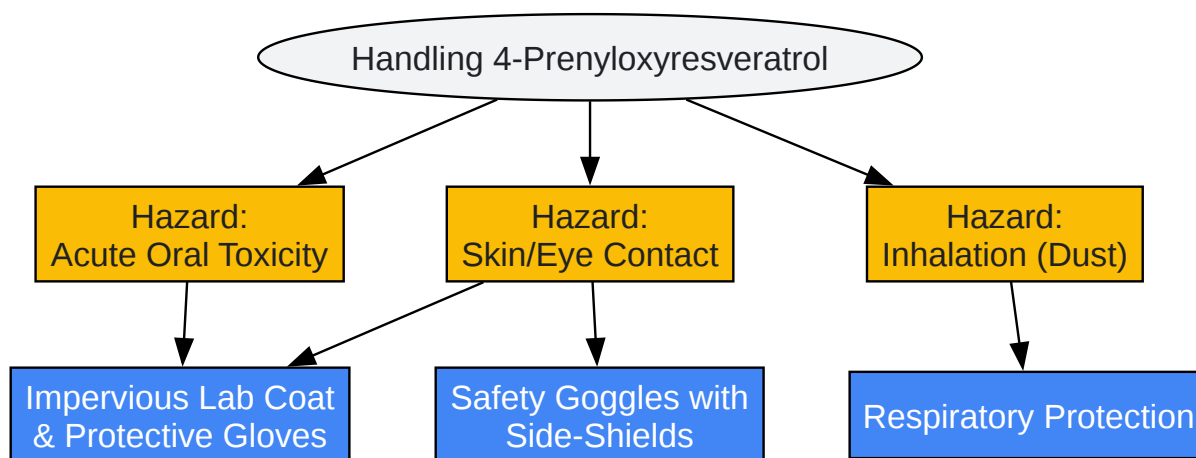 Handling 4-Prenyloxyresveratrol
Hazard:
Acute Oral Toxicity
Hazard:
Skin/Eye Contact
Hazard:
Inhalation (Dust)
Impervious Lab Coat
& Protective Gloves
Safety Goggles with
Side-Shields
Respiratory Protection